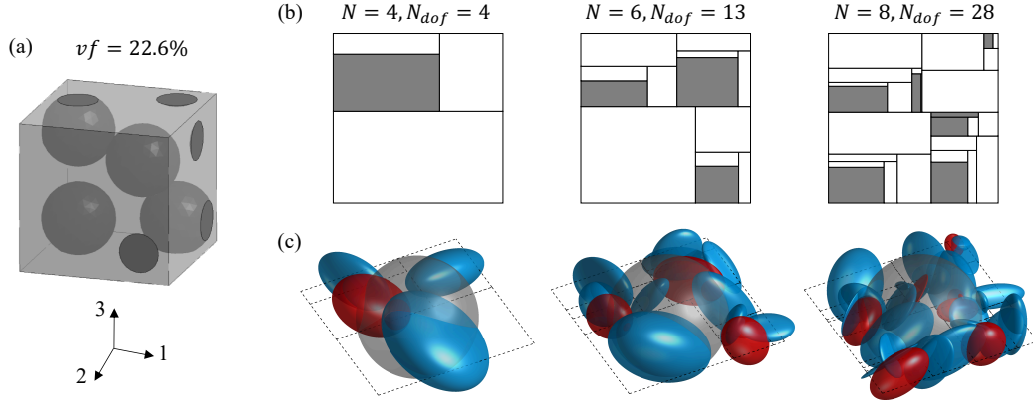 (a)
vf = 22.6%
3
1
2
(b)
N = 4, N_dof = 4
N = 6, N_dof = 13
N = 8, N_dof = 28
(c)